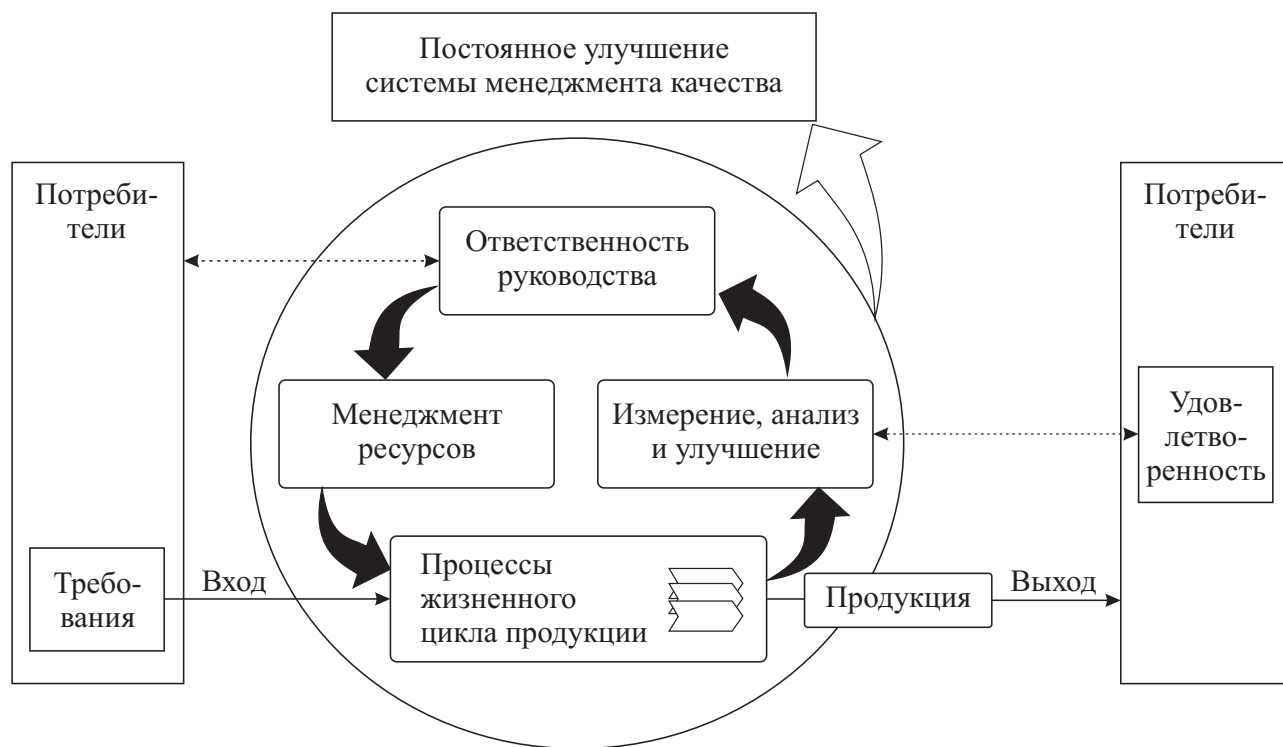 Постоянное улучшение
системы менеджмента качества
Потреби-
тели
Потреби-
тели
Ответственность
руководства
Менеджмент
ресурсов
Измерение, анализ
и улучшение
Удов-
летво-
ренность
Требо-
вания
Вход
Процессы
жизненного
цикла продукции
Продукция
Выход